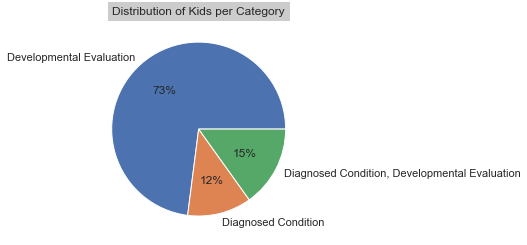 Distribution of Kids per Category
Developmental Evaluation
73%
15%
12%
Diagnosed Condition, Developmental Evaluation
Diagnosed Condition